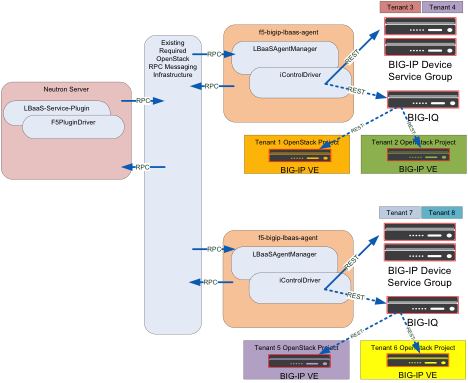 Neutron Server
LBaaS-Service-Plugin
F5PluginDriver
RPC
RPC
Existing
Required
OpenStack
RPC Messaging
Infrastructure
RPC
RPC
f5-bigip-lbaas-agent
LBaaSAgentManager
iControlDriver
REST
REST
Tenant 3
Tenant 4
BIG-IP Device
Service Group
BIG-IQ
REST
REST
Tenant 1 OpenStack Project
BIG-IP VE
Tenant 2 OpenStack Project
BIG-IP VE
RPC
RPC
f5-bigip-lbaas-agent
LBaaSAgentManager
iControlDriver
REST
REST
Tenant 7
Tenant 8
BIG-IP Device
Service Group
BIG-IQ
REST
REST
Tenant 5 OpenStack Project
BIG-IP VE
Tenant 6 OpenStack Project
BIG-IP VE